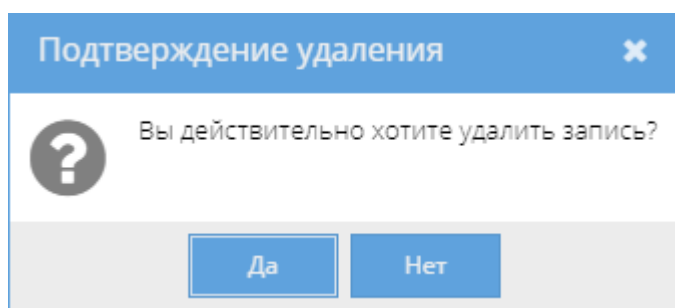 Подтверждение удаления
Вы действительно хотите удалить запись?
Да Нет